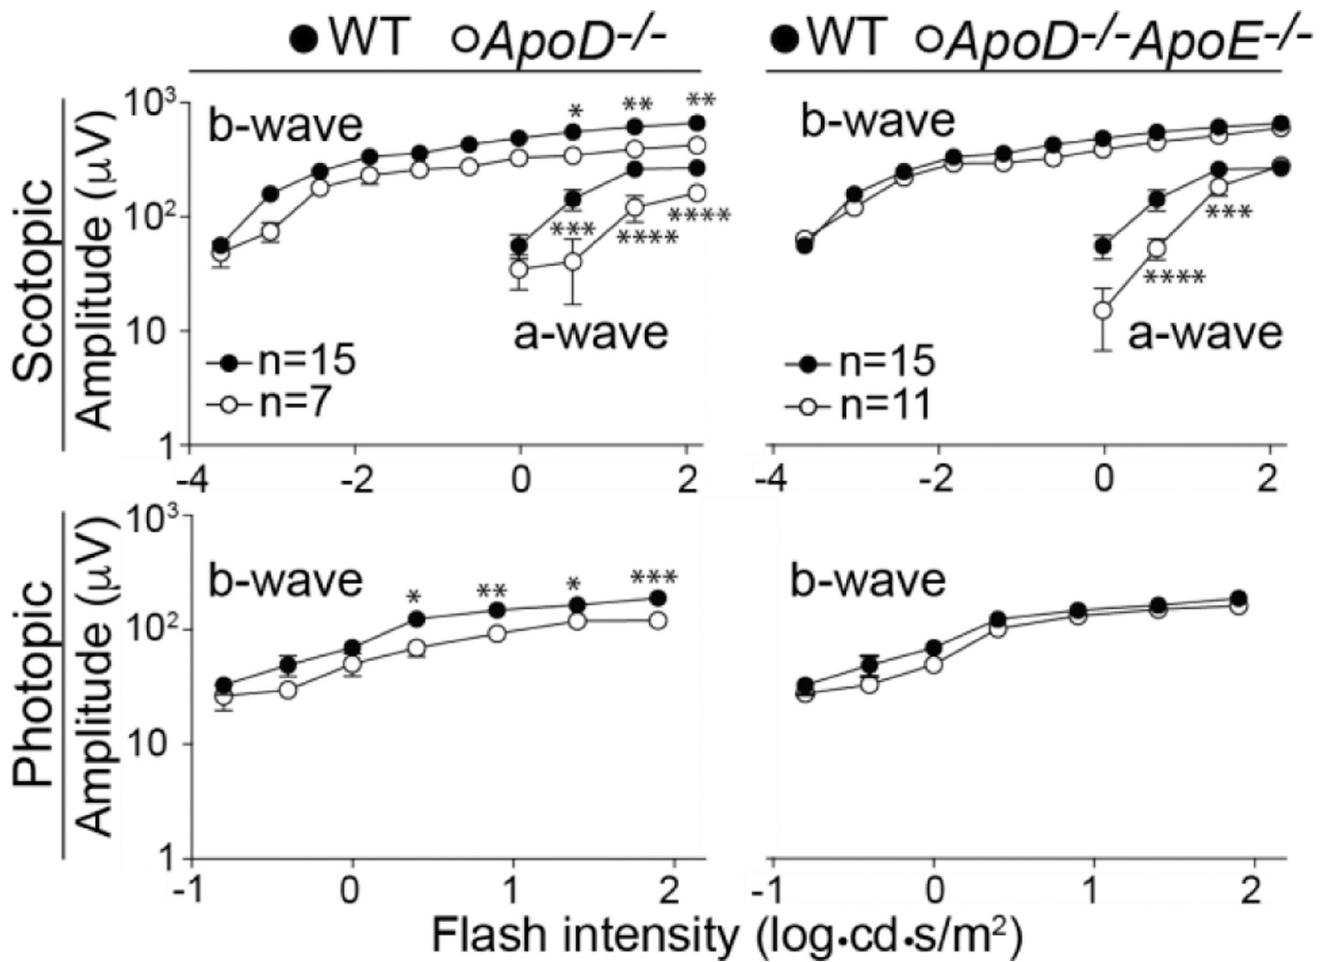 ●WT ○ApoD-/-
●WT ○ApoD-/-ApoE-/-
Scotopic
Amplitude (μV)
10³
10²
10
1
b-wave
* ** **
*** **** ****
a-wave
n=15
n=7
-4 -2 0 2
b-wave
*** ****
a-wave
n=15
n=11
-4 -2 0 2
Photopic
Amplitude (μV)
10³
10²
10
1
b-wave
* ** * ***
-1 0 1 2
b-wave
-1 0 1 2
Flash intensity (log•cd•s/m²)